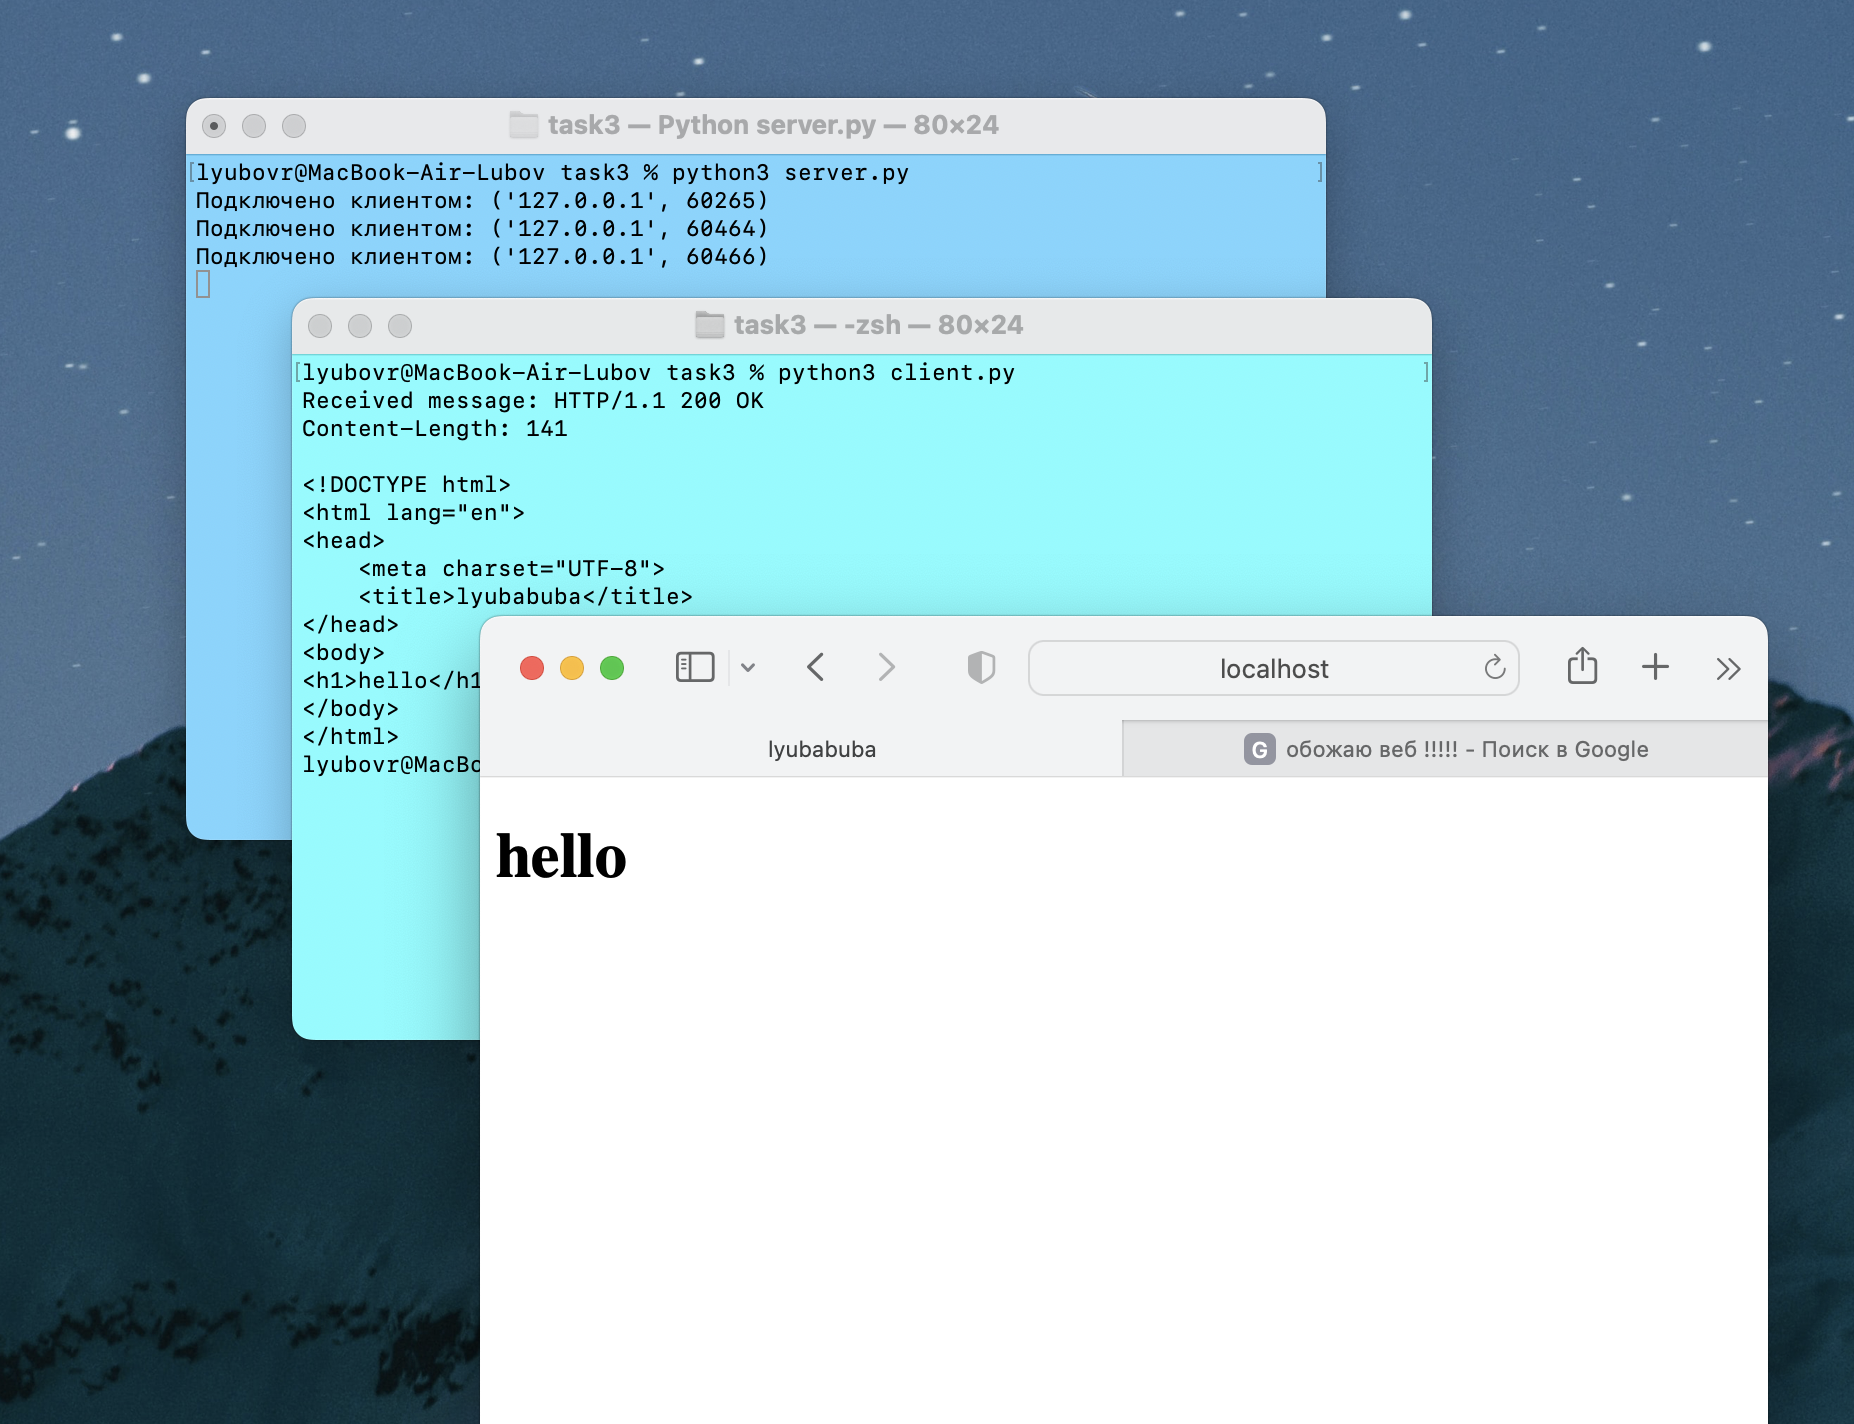 task3 — Python server.py — 80×24
[lyubovr@MacBook-Air-Lubov task3 % python3 server.py ]
Подключено клиентом: ('127.0.0.1', 60265)
Подключено клиентом: ('127.0.0.1', 60464)
Подключено клиентом: ('127.0.0.1', 60466)
task3 — -zsh — 80×24
[lyubovr@MacBook-Air-Lubov task3 % python3 client.py ]
Received message: HTTP/1.1 200 OK
Content-Length: 141
<!DOCTYPE html>
<html lang="en">
<head>
    <meta charset="UTF-8">
    <title>lyubabuba</title>
</head>
<body>
<h1>hello</h1
</body>
</html>
lyubovr@MacBo
localhost
lyubabuba
G обожаю веб !!!!! - Поиск в Google
hello